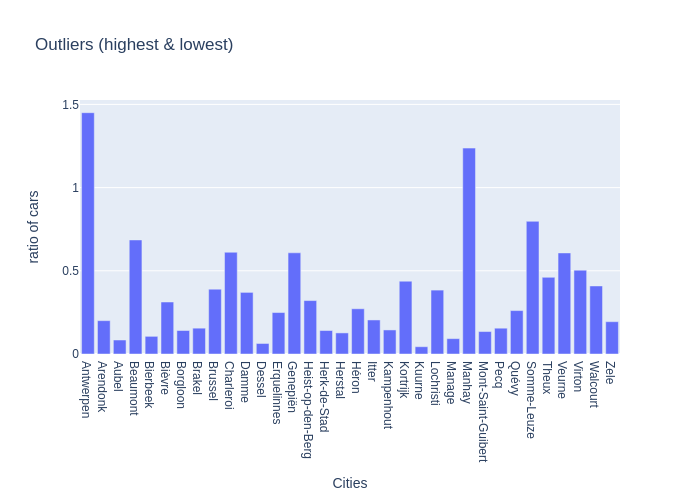 Outliers (highest & lowest)
ratio of cars
1.5
1
0.5
0
Antwerpen
Arendonk
Aubel
Beaumont
Bierbeek
Bièvre
Borgloon
Brakel
Brussel
Charleroi
Damme
Dessel
Erquelinnes
Genepiën
Heist-op-den-Berg
Herk-de-Stad
Herstal
Héron
Itter
Kampenhout
Kortrijk
Kuurne
Lochristi
Manage
Manhay
Mont-Saint-Guibert
Pecq
Quévy
Somme-Leuze
Theux
Veurne
Virton
Walcourt
Zele
Cities